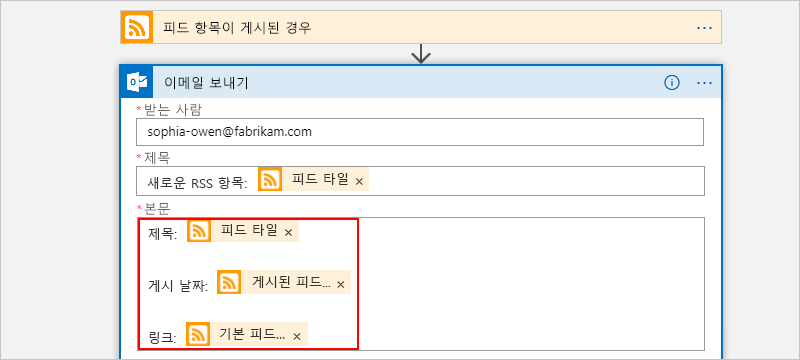 피드 항목이 게시된 경우 ...
이메일 보내기 ...
*받는 사람
sophia-owen@fabrikam.com
*제목
새로운 RSS 항목: 피드 타일 ×
*본문
제목: 피드 타일 ×
게시 날짜: 게시된 피드... ×
링크: 기본 피드... ×